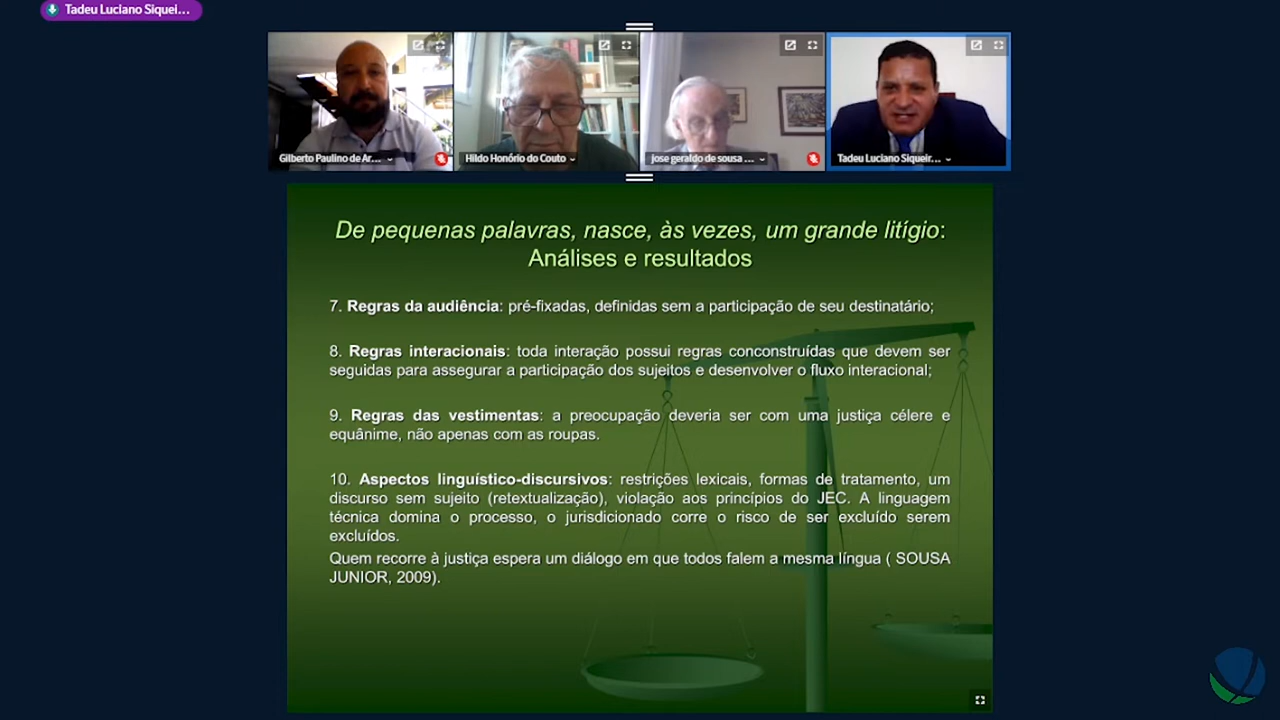 Tadeu Luciano Siquei...
Gilberto Paulino de Ar...
Hildo Honório do Couto
jose geraldo de sousa ...
Tadeu Luciano Siqueir...
De pequenas palavras, nasce, às vezes, um grande litígio:
Análises e resultados
7. Regras da audiência: pré-fixadas, definidas sem a participação de seu destinatário;
8. Regras interacionais: toda interação possui regras conconstruídas que devem ser
seguidas para assegurar a participação dos sujeitos e desenvolver o fluxo interacional;
9. Regras das vestimentas: a preocupação deveria ser com uma justiça célere e
equânime, não apenas com as roupas.
10. Aspectos linguístico-discursivos: restrições lexicais, formas de tratamento, um
discurso sem sujeito (retextualização), violação aos princípios do JEC. A linguagem
técnica domina o processo, o jurisdicionado corre o risco de ser excluído serem
excluídos.
Quem recorre à justiça espera um diálogo em que todos falem a mesma língua ( SOUSA
JUNIOR, 2009).